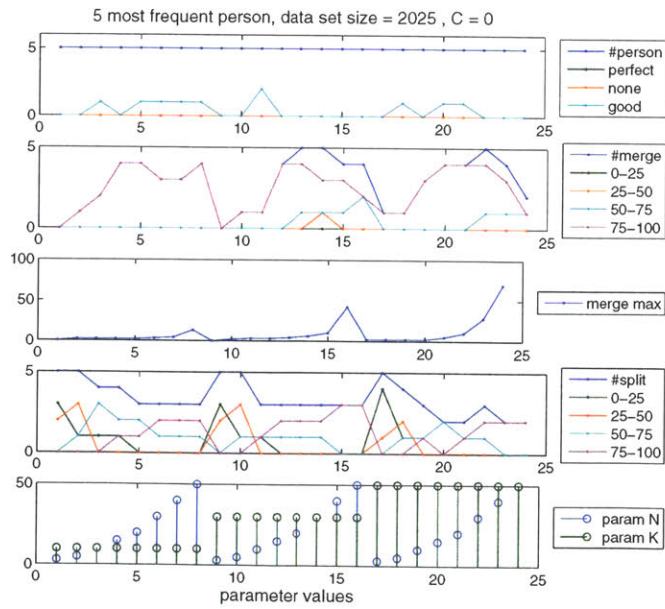 5 most frequent person, data set size = 2025 , C = 0
5
0
0 5 10 15 20 25
#person
perfect
none
good
5
0
0 5 10 15 20 25
#merge
0-25
25-50
50-75
75-100
100
50
0
0 5 10 15 20 25
merge max
5
0
0 5 10 15 20 25
#split
0-25
25-50
50-75
75-100
50
0
0 5 10 15 20 25
parameter values
param N
param K